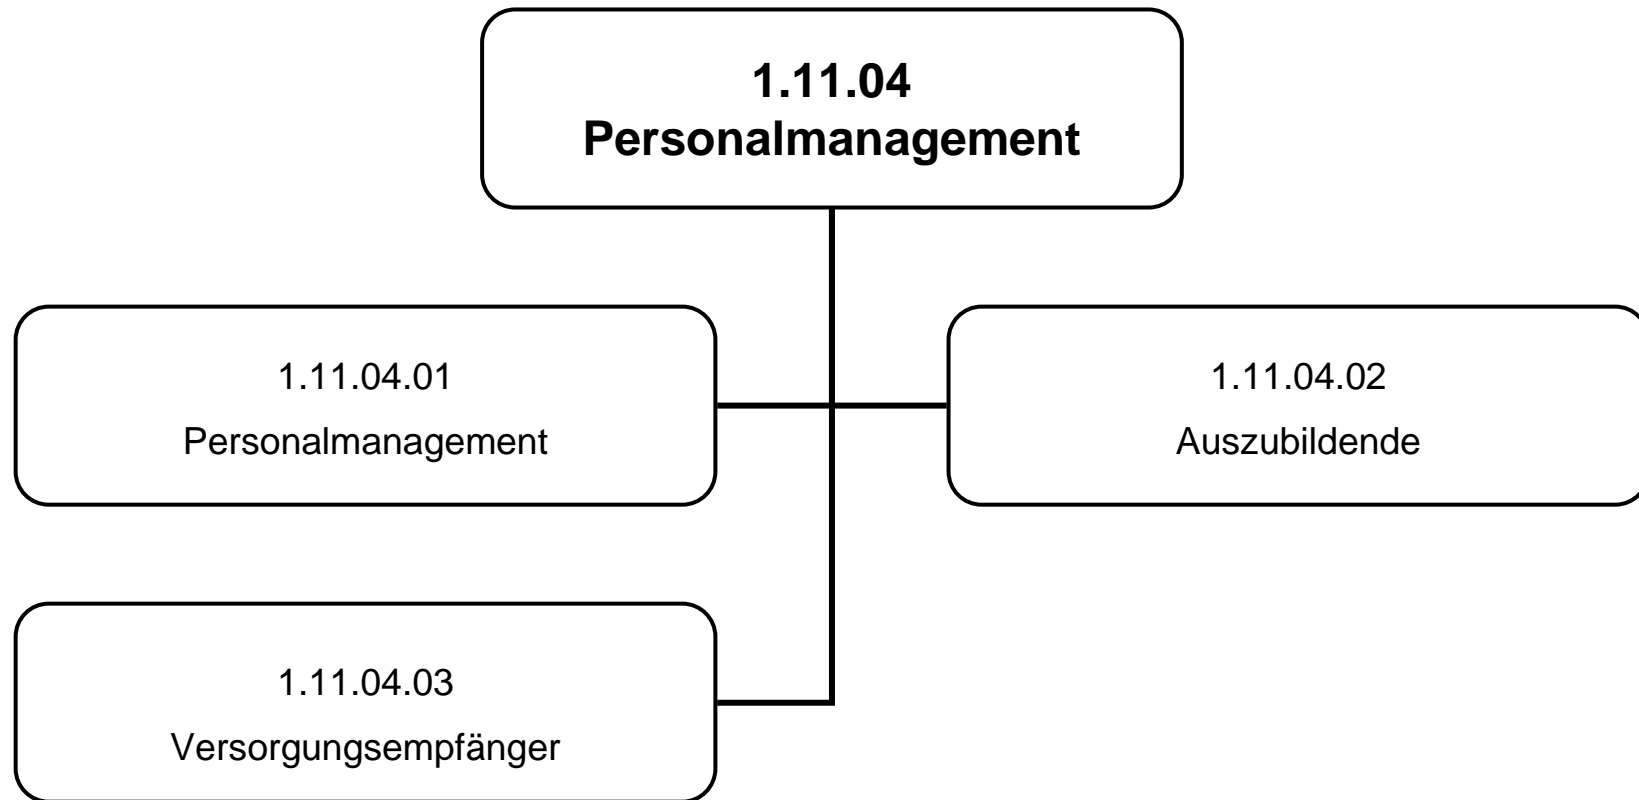 1.11.04
Personalmanagement
1.11.04.01
Personalmanagement
1.11.04.02
Auszubildende
1.11.04.03
Versorgungsempfänger